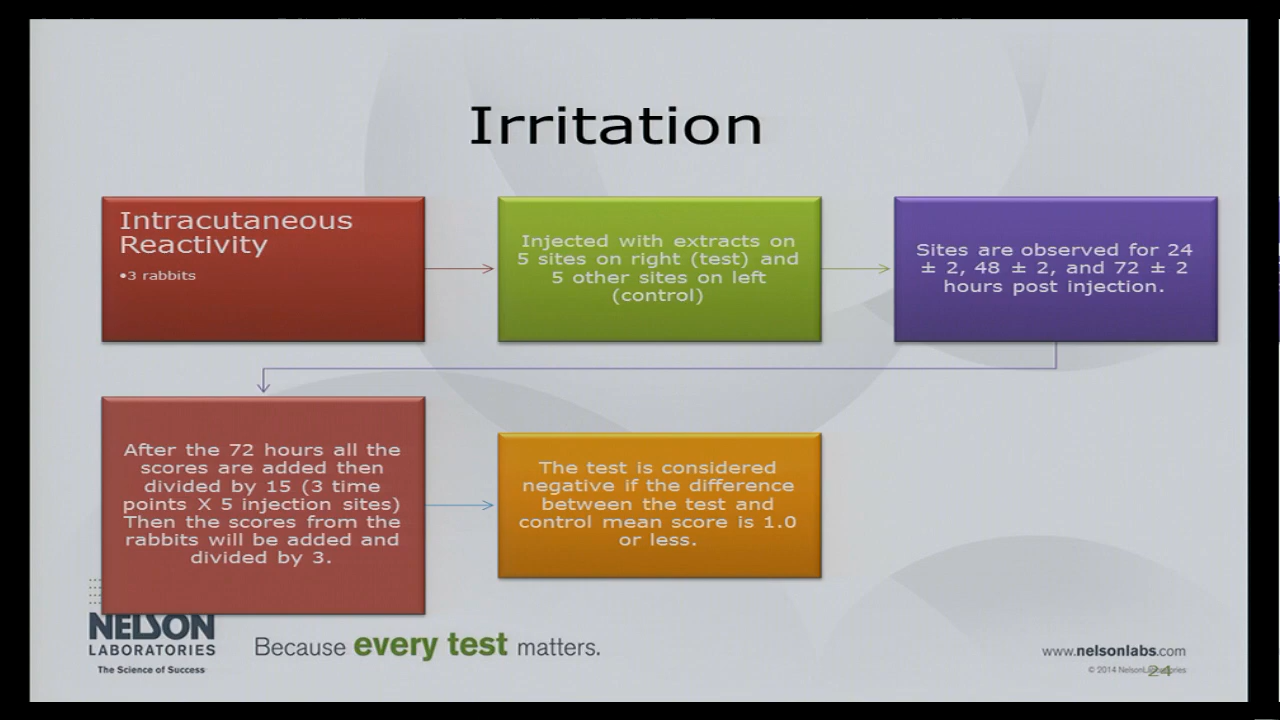 Irritation
Intracutaneous
Reactivity
•3 rabbits
Injected with extracts on
5 sites on right (test) and
5 other sites on left
(control)
Sites are observed for 24
± 2, 48 ± 2, and 72 ± 2
hours post injection.
After the 72 hours all the
scores are added then
divided by 15 (3 time
points X 5 injection sites)
Then the scores from the
rabbits will be added and
divided by 3.
The test is considered
negative if the difference
between the test and
control mean score is 1.0
or less.
NELSON
LABORATORIES
The Science of Success
Because every test matters.
www.nelsonlabs.com
© 2014 Nelson Laboratories
24